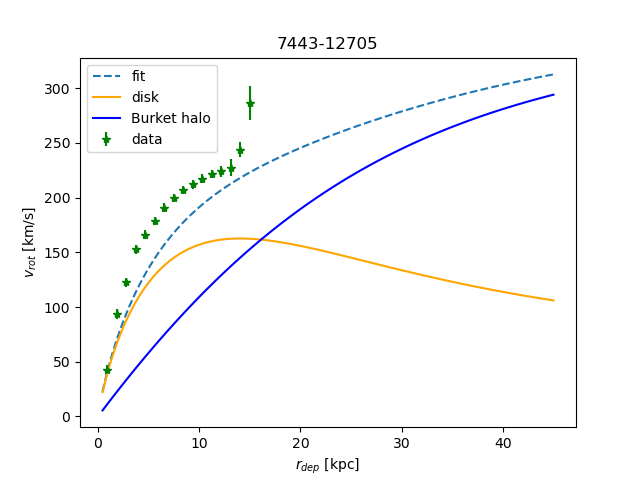 7443-12705
fit
disk
Burket halo
data
300
250
200
150
100
50
0
v_rot [km/s]
0 10 20 30 40
r_dep [kpc]